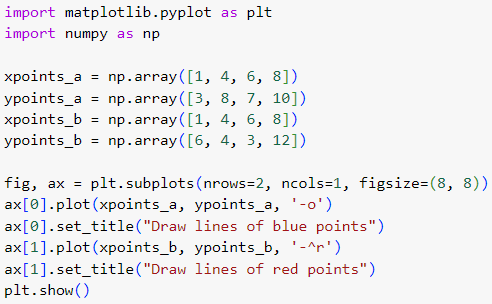 import matplotlib.pyplot as plt
import numpy as np

xpoints_a = np.array([1, 4, 6, 8])
ypoints_a = np.array([3, 8, 7, 10])
xpoints_b = np.array([1, 4, 6, 8])
ypoints_b = np.array([6, 4, 3, 12])

fig, ax = plt.subplots(nrows=2, ncols=1, figsize=(8, 8))
ax[0].plot(xpoints_a, ypoints_a, '-o')
ax[0].set_title("Draw lines of blue points")
ax[1].plot(xpoints_b, ypoints_b, '-^r')
ax[1].set_title("Draw lines of red points")
plt.show()